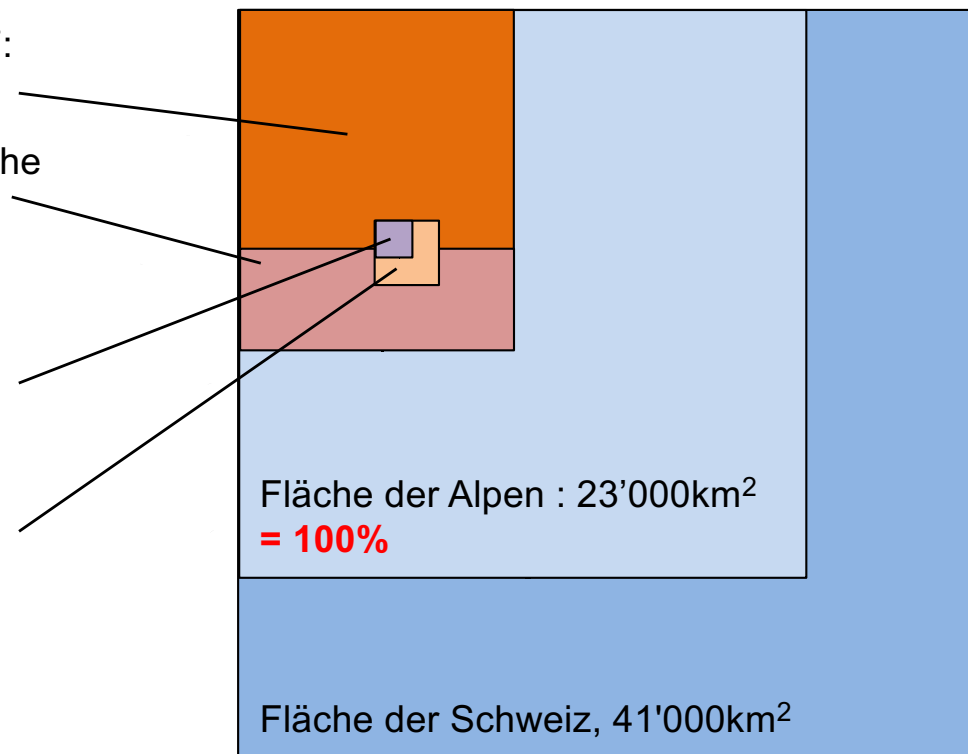 :
he
Fläche der Alpen : 23’000km²
= 100%
Fläche der Schweiz, 41'000km²